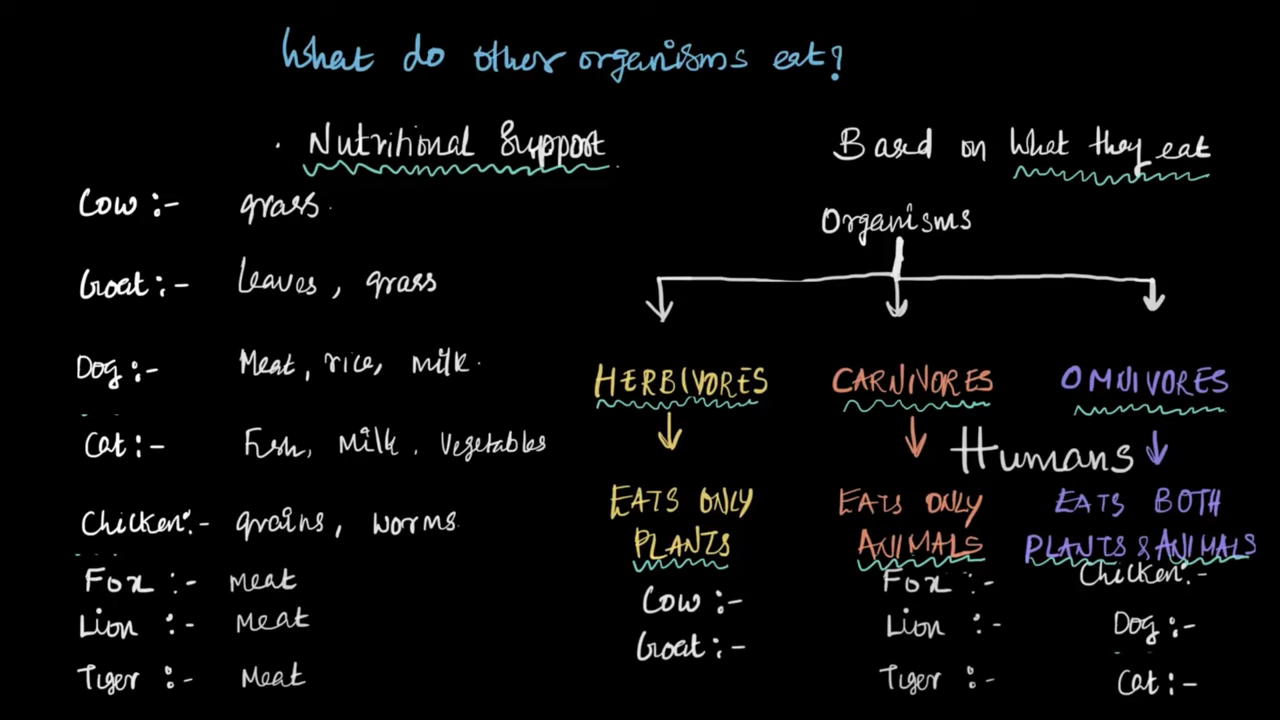 What do other organisms eat?
. Nutritional Support
Cow :- grass.
Goat :- Leaves, grass
Dog :- Meat, rice, milk.
Cat :- Fish, Milk, Vegetables
Chicken :- grains, worms.
Fox :- Meat
Lion :- Meat
Tiger :- Meat
Based on What they eat
Organisms
HERBIVORES
EATS ONLY
PLANTS
Cow :-
Goat :-
CARNIVORES
EATS ONLY
ANIMALS
Fox :-
Lion :-
Tiger :-
OMNIVORES
Humans
EATS BOTH
PLANTS & ANIMALS
Chicken :-
Dog :-
Cat :-